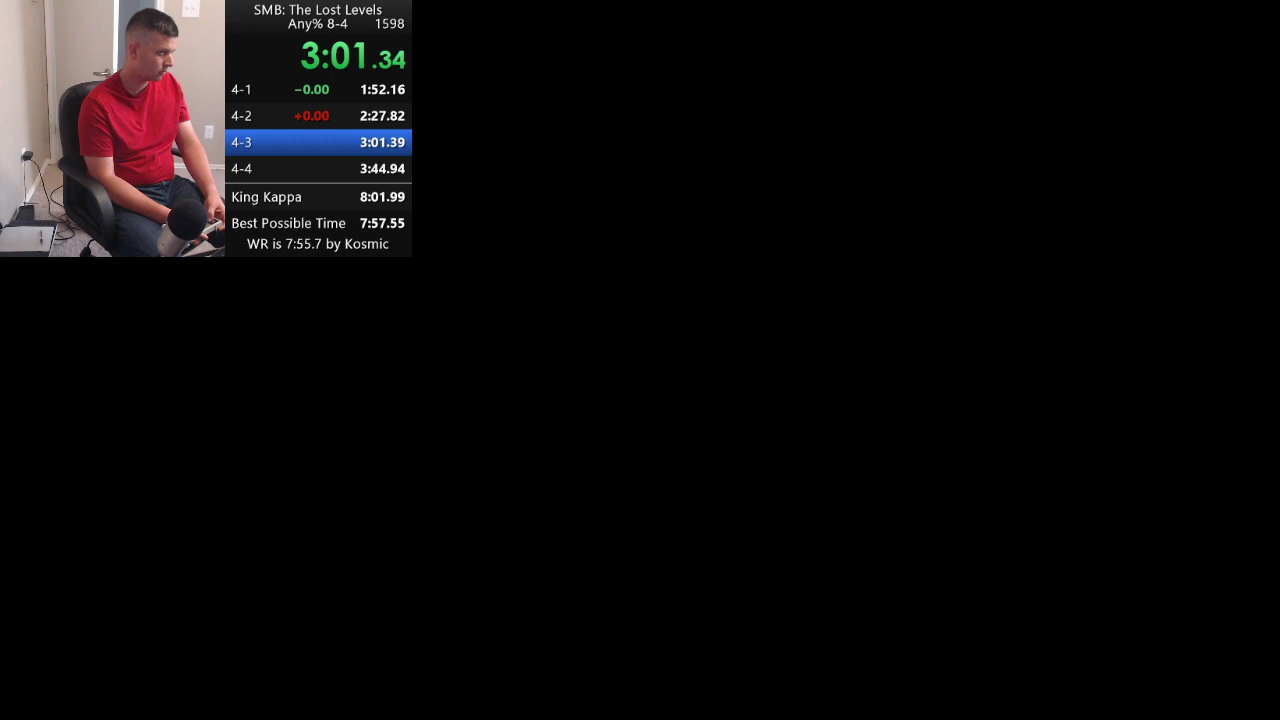 SMB: The Lost Levels
Any% 8-4 1598
3:01.34
4-1 −0.00 1:52.16
4-2 +0.00 2:27.82
4-3 3:01.39
4-4 3:44.94
King Kappa 8:01.99
Best Possible Time 7:57.55
WR is 7:55.7 by Kosmic